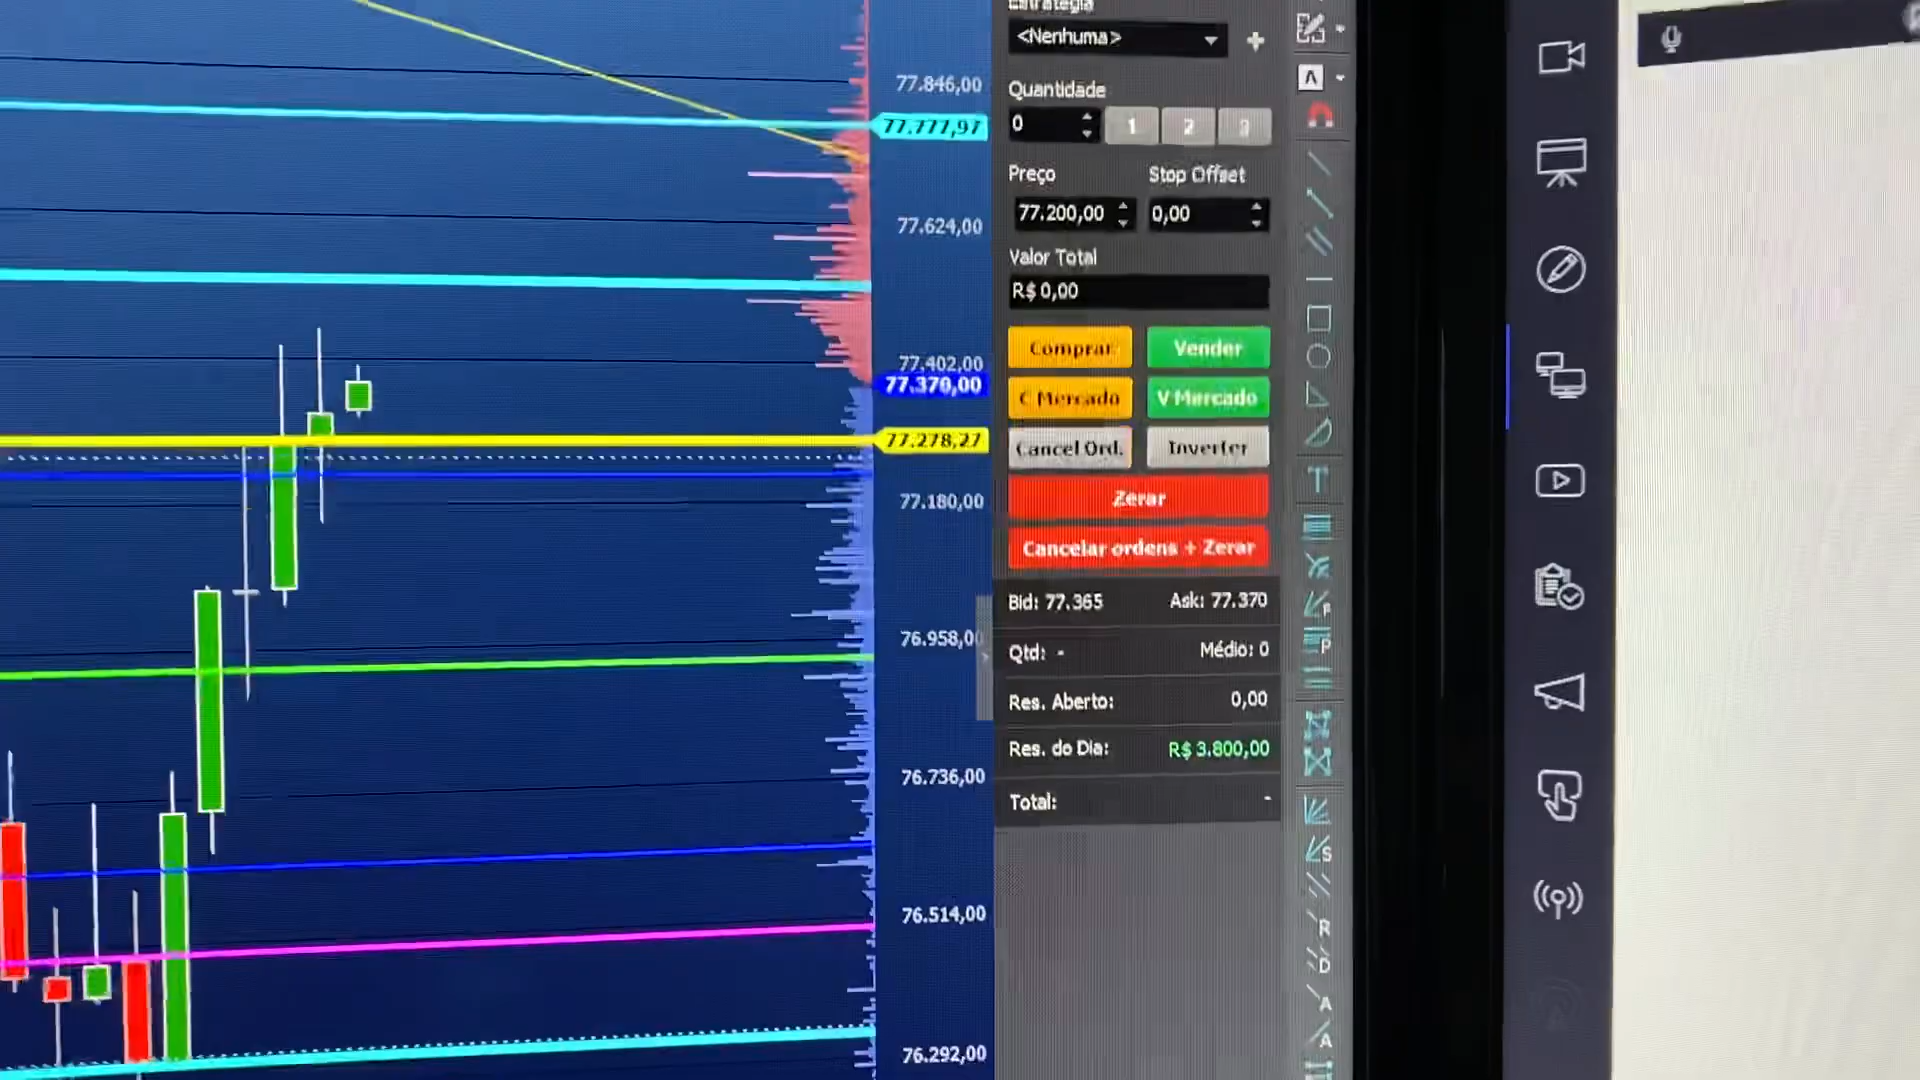 Estratégia
<Nenhuma>
Quantidade
0
1
2
3
Preço
Stop Offset
77.200,00
0,00
Valor Total
R$ 0,00
Comprar
Vender
C Mercado
V Mercado
Cancel Ord.
Inverter
Zerar
Cancelar ordens + Zerar
Bid: 77.365
Ask: 77.370
Qtd: -
Médio: 0
Res. Aberto:
0,00
Res. do Dia:
R$ 3.800,00
Total:
-
77.846,00
77.777,97
77.624,00
77.402,00
77.370,00
77.278,27
77.180,00
76.958,00
76.736,00
76.514,00
76.292,00
A
T
F
P
S
R
D
A
A